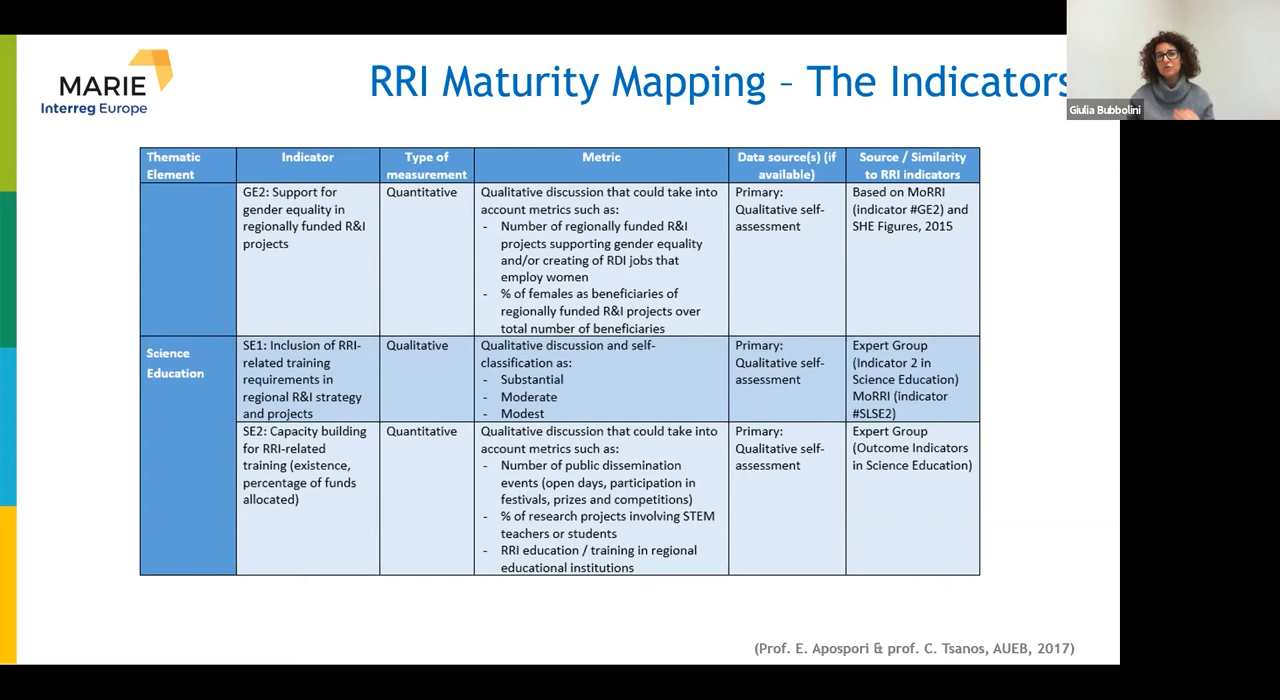 MARIE
Interreg Europe
RRI Maturity Mapping – The Indicators
Giulia Bubbolini
Thematic
Element
Indicator
Type of
measurement
Metric
Data source(s) (if
available)
Source / Similarity
to RRI indicators
GE2: Support for
gender equality in
regionally funded R&I
projects
Quantitative
Qualitative discussion that could take into
account metrics such as:
- Number of regionally funded R&I
projects supporting gender equality
and/or creating of RDI jobs that
employ women
- % of females as beneficiaries of
regionally funded R&I projects over
total number of beneficiaries
Primary:
Qualitative self-
assessment
Based on MoRRI
(indicator #GE2) and
SHE Figures, 2015
Science
Education
SE1: Inclusion of RRI-
related training
requirements in
regional R&I strategy
and projects
Qualitative
Qualitative discussion and self-
classification as:
- Substantial
- Moderate
- Modest
Primary:
Qualitative self-
assessment
Expert Group
(Indicator 2 in
Science Education)
MoRRI (indicator
#SLSE2)
SE2: Capacity building
for RRI-related
training (existence,
percentage of funds
allocated)
Quantitative
Qualitative discussion that could take into
account metrics such as:
- Number of public dissemination
events (open days, participation in
festivals, prizes and competitions)
- % of research projects involving STEM
teachers or students
- RRI education / training in regional
educational institutions
Primary:
Qualitative self-
assessment
Expert Group
(Outcome Indicators
in Science Education)
(Prof. E. Apospori & prof. C. Tsanos, AUEB, 2017)